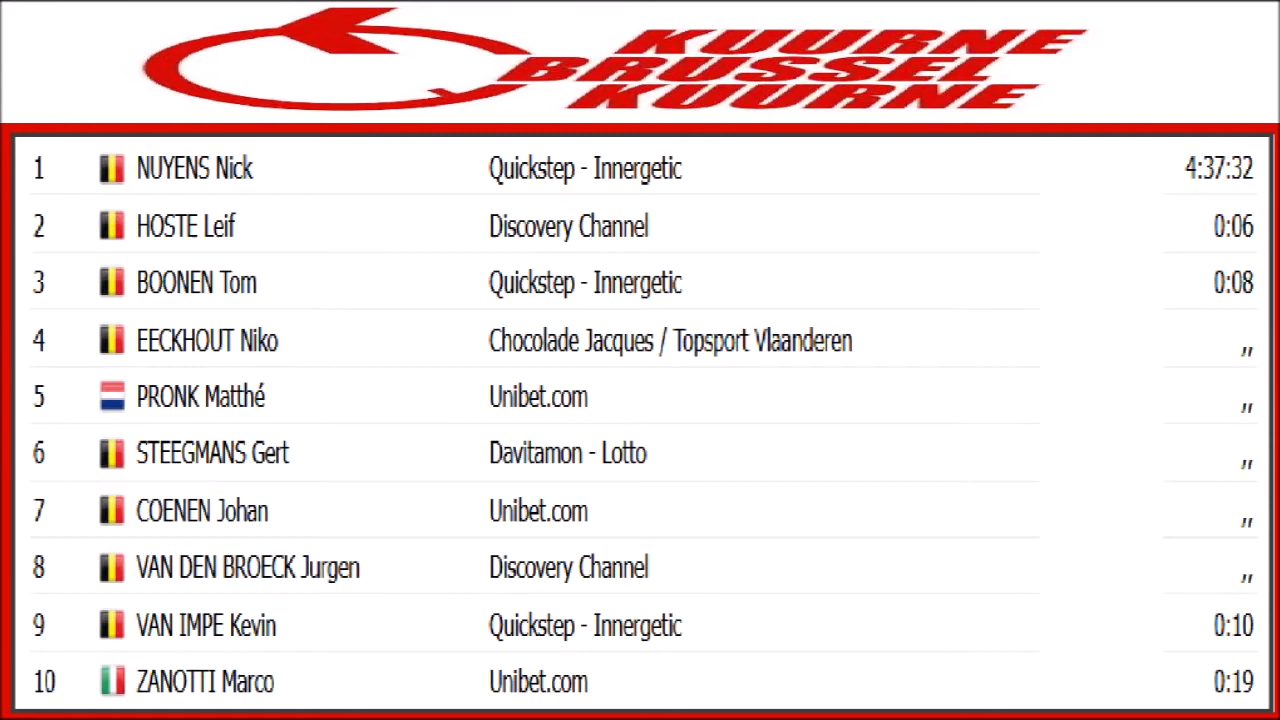 KUURNE
BRUSSEL
KUURNE
1 NUYENS Nick Quickstep - Innergetic 4:37:32
2 HOSTE Leif Discovery Channel 0:06
3 BOONEN Tom Quickstep - Innergetic 0:08
4 EECKHOUT Niko Chocolade Jacques / Topsport Vlaanderen ,,
5 PRONK Matthé Unibet.com ,,
6 STEEGMANS Gert Davitamon - Lotto ,,
7 COENEN Johan Unibet.com ,,
8 VAN DEN BROECK Jurgen Discovery Channel ,,
9 VAN IMPE Kevin Quickstep - Innergetic 0:10
10 ZANOTTI Marco Unibet.com 0:19